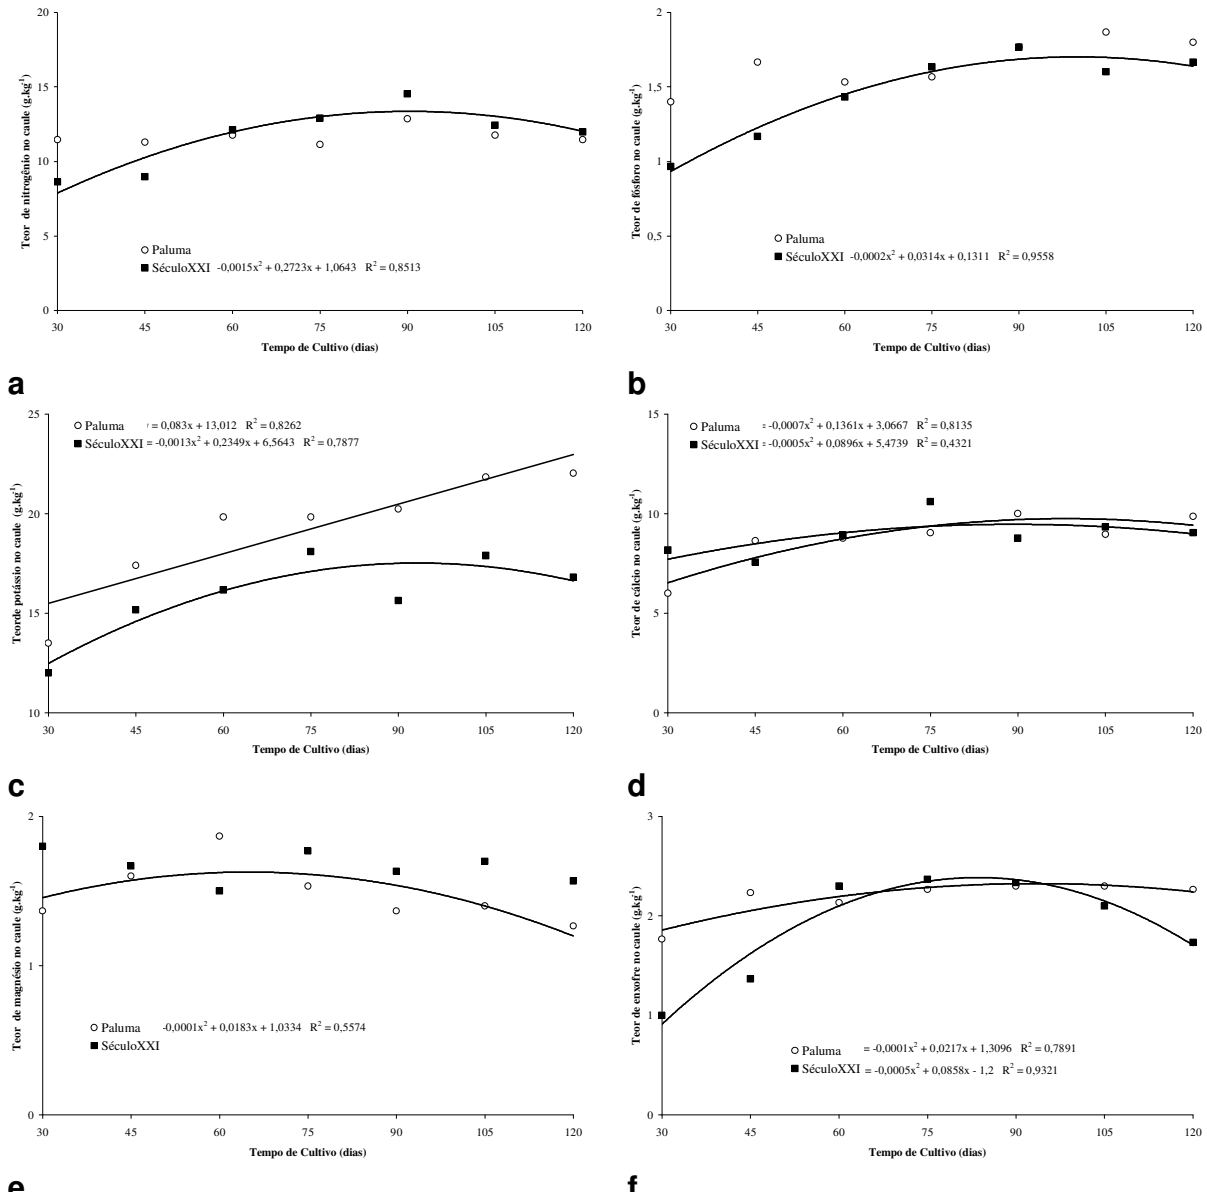 20
15
10
5
0
30 45 60 75 90 105 120
Teor de nitrogênio no caule (g.kg-1)
Paluma
SéculoXXI -0,0015x2 + 0,2723x + 1,0643 R2 = 0,8513
Tempo de Cultivo (dias)
a
2
1,5
1
0,5
0
30 45 60 75 90 105 120
Teor de fósforo no caule (g.kg-1)
Paluma
SéculoXXI -0,0002x2 + 0,0314x + 0,1311 R2 = 0,9558
Tempo de Cultivo (dias)
b
25
20
15
10
30 45 60 75 90 105 120
Teorde potássio no caule (g.kg-1)
Paluma = 0,083x + 13,012 R2 = 0,8262
SéculoXXI = -0,0013x2 + 0,2349x + 6,5643 R2 = 0,7877
Tempo de Cultivo (dias)
c
15
10
5
0
30 45 60 75 90 105 120
Teor de cálcio no caule (g.kg-1)
Paluma = -0,0007x2 + 0,1361x + 3,0667 R2 = 0,8135
SéculoXXI = -0,0005x2 + 0,0896x + 5,4739 R2 = 0,4321
Tempo de Cultivo (dias)
d
2
1
0
30 45 60 75 90 105 120
Teor de magnésio no caule (g.kg-1)
Paluma -0,0001x2 + 0,0183x + 1,0334 R2 = 0,5574
SéculoXXI
Tempo de Cultivo (dias)
e
3
2
1
0
30 45 60 75 90 105 120
Teor de enxofre no caule (g.kg-1)
Paluma = -0,0001x2 + 0,0217x + 1,3096 R2 = 0,7891
SéculoXXI = -0,0005x2 + 0,0858x - 1,2 R2 = 0,9321
Tempo de Cultivo (dias)
f